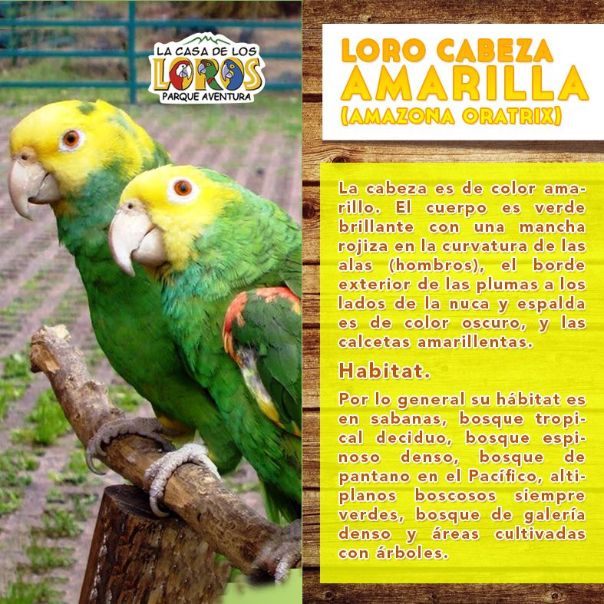 LA CASA DE LOS
LOROS
PARQUE AVENTURA
LORO CABEZA
AMARILLA
(AMAZONA ORATRIX)
La cabeza es de color ama-
rillo. El cuerpo es verde
brillante con una mancha
rojiza en la curvatura de las
alas (hombros), el borde
exterior de las plumas a los
lados de la nuca y espalda
es de color oscuro, y las
calcetas amarillentas.
Habitat.
Por lo general su hábitat es
en sabanas, bosque tropi-
cal deciduo, bosque espi-
noso denso, bosque de
pantano en el Pacífico, alti-
planos boscosos siempre
verdes, bosque de galería
denso y áreas cultivadas
con árboles.